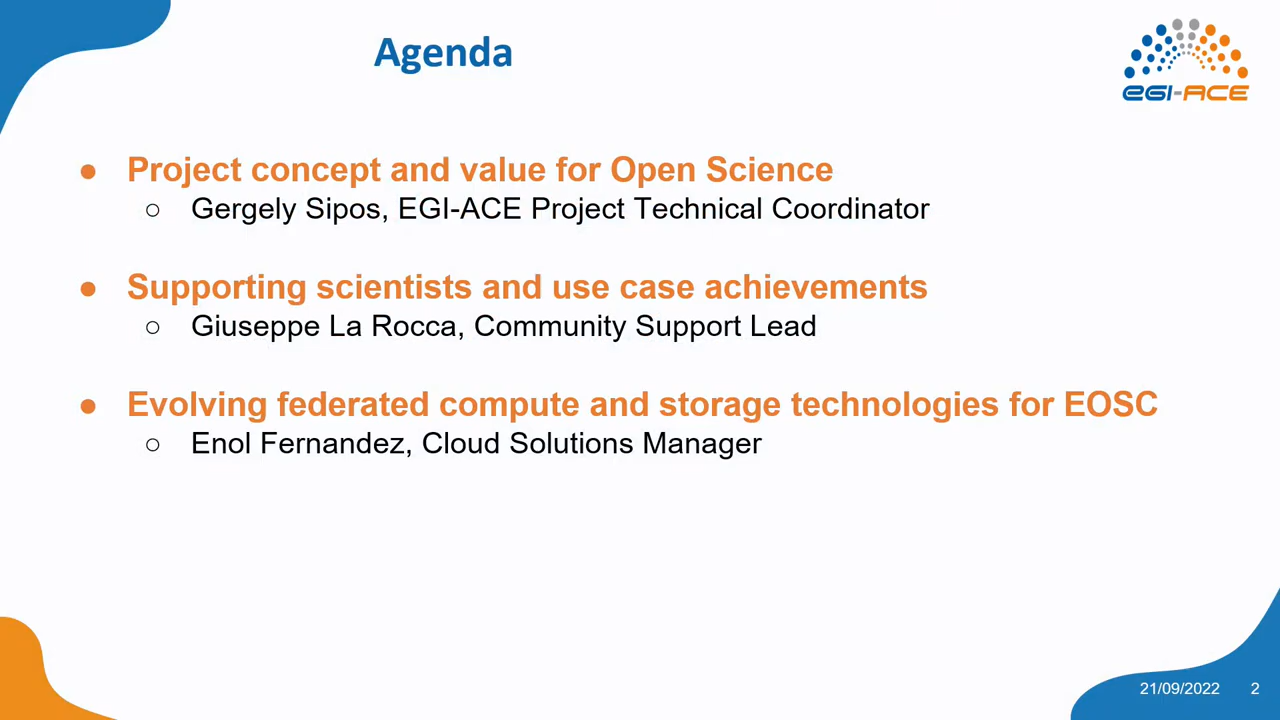 Agenda
EGI-ACE
● Project concept and value for Open Science
○ Gergely Sipos, EGI-ACE Project Technical Coordinator
● Supporting scientists and use case achievements
○ Giuseppe La Rocca, Community Support Lead
● Evolving federated compute and storage technologies for EOSC
○ Enol Fernandez, Cloud Solutions Manager
21/09/2022 2